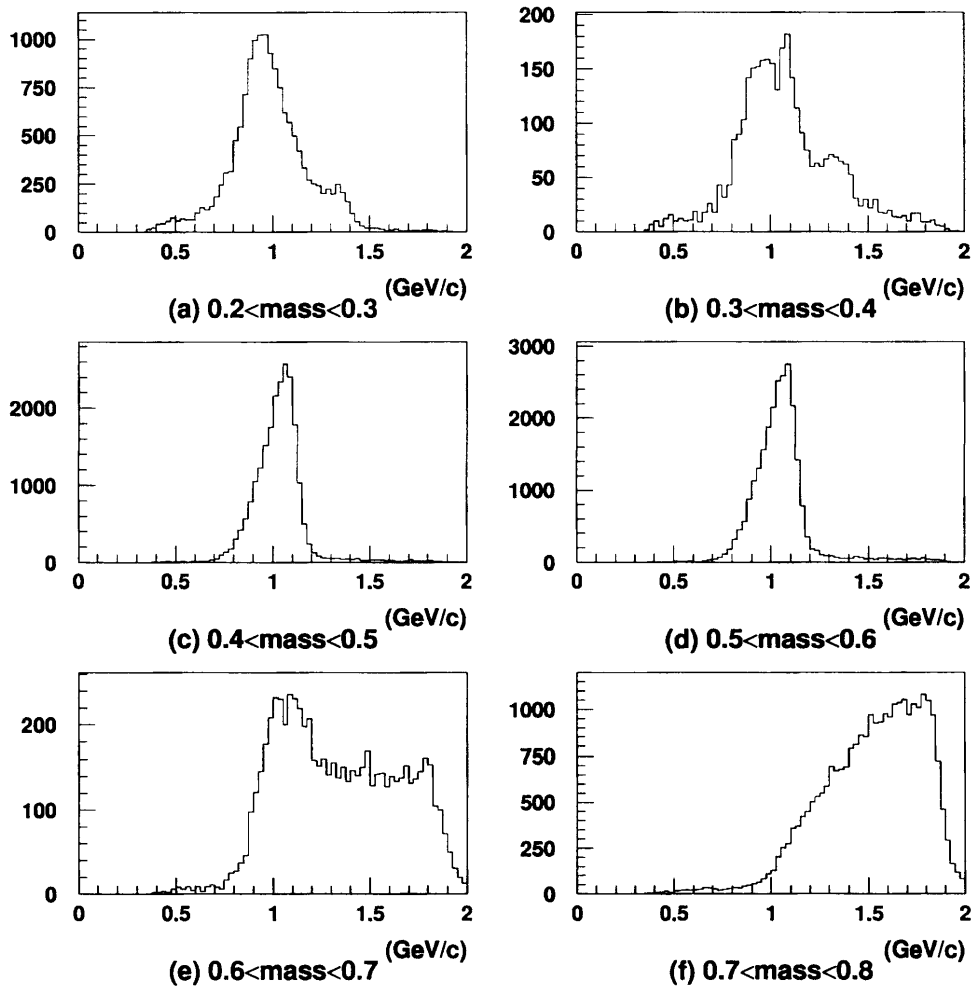 1000
750
500
250
0
0 0.5 1 1.5 2
(GeV/c)
(a) 0.2<mass<0.3
200
150
100
50
0
0 0.5 1 1.5 2
(GeV/c)
(b) 0.3<mass<0.4
2000
1000
0
0 0.5 1 1.5 2
(GeV/c)
(c) 0.4<mass<0.5
3000
2000
1000
0
0 0.5 1 1.5 2
(GeV/c)
(d) 0.5<mass<0.6
200
100
0
0 0.5 1 1.5 2
(GeV/c)
(e) 0.6<mass<0.7
1000
750
500
250
0
0 0.5 1 1.5 2
(GeV/c)
(f) 0.7<mass<0.8